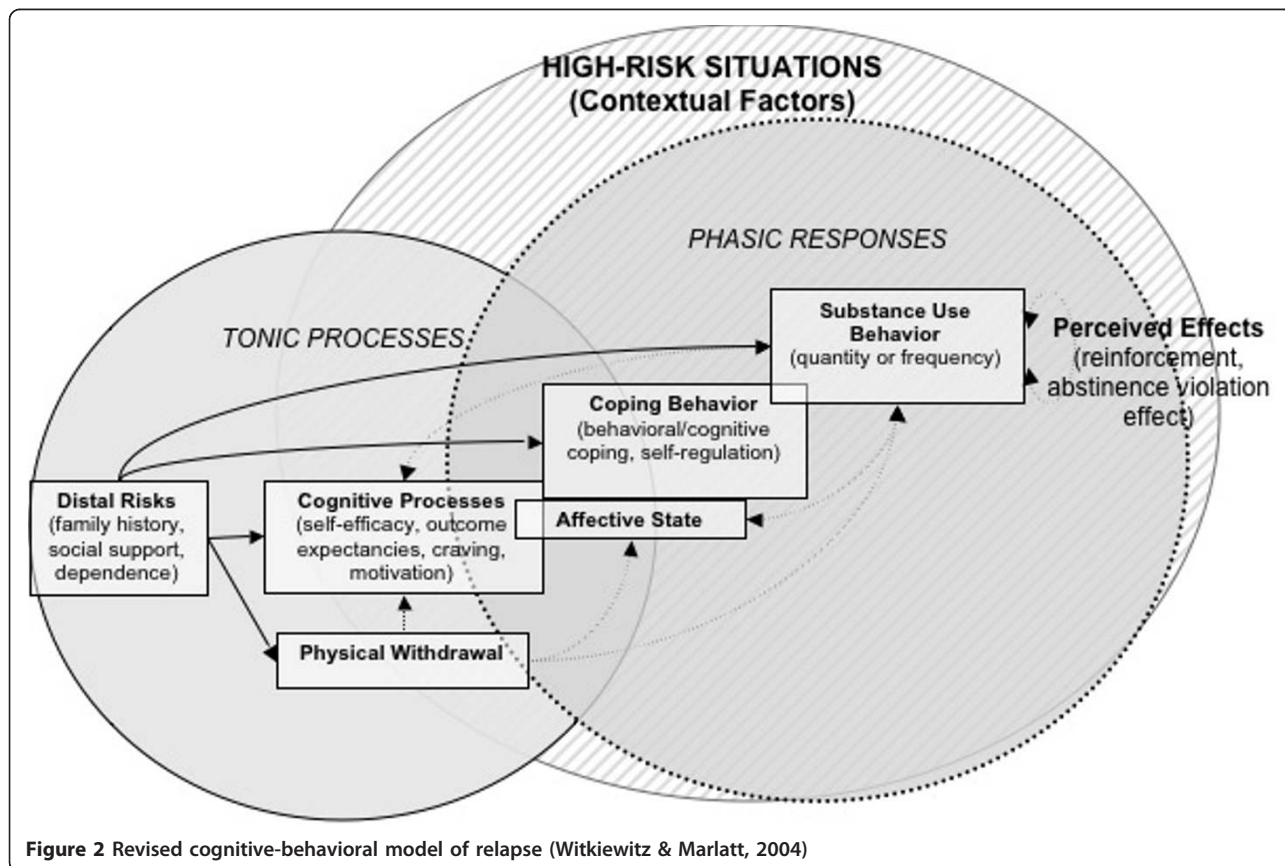 HIGH-RISK SITUATIONS
(Contextual Factors)
PHASIC RESPONSES
TONIC PROCESSES
Substance Use
Behavior
(quantity or frequency)
Perceived Effects
(reinforcement,
abstinence violation
effect)
Coping Behavior
(behavioral/cognitive
coping, self-regulation)
Distal Risks
(family history,
social support,
dependence)
Cognitive Processes
(self-efficacy, outcome
expectancies, craving,
motivation)
Affective State
Physical Withdrawal
Figure 2 Revised cognitive-behavioral model of relapse (Witkiewitz & Marlatt, 2004)